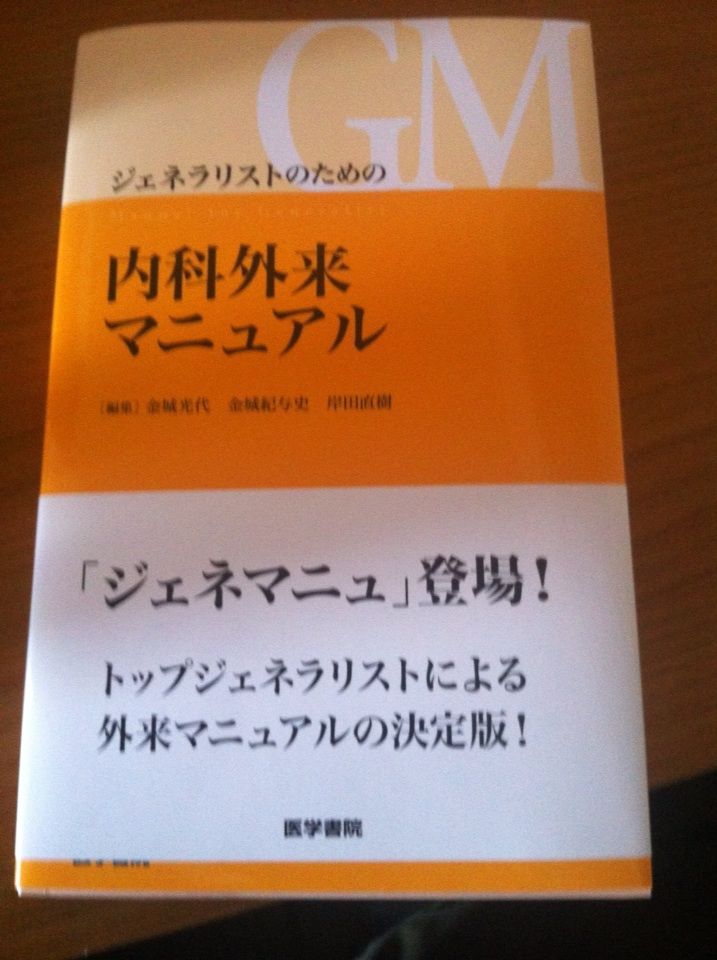 GM
ジェネラリストのための
Manual for Generalist
内科外来
マニュアル
[編集] 金城光代 金城紀与史 岸田直樹
「ジェネマニュ」登場!
トップジェネラリストによる
外来マニュアルの決定版!
医学書院